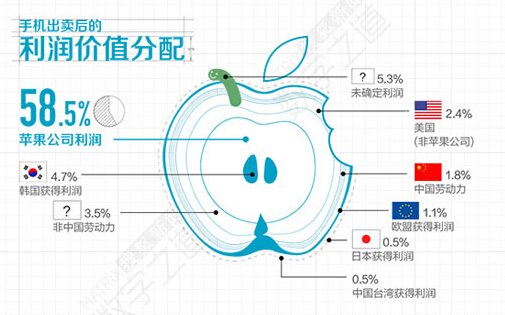 手机出卖后的
利润价值分配
58.5%
苹果公司利润
? 5.3%
未确定利润
2.4%
美国
(非苹果公司)
4.7%
韩国获得利润
1.8%
中国劳动力
? 3.5%
非中国劳动力
1.1%
欧盟获得利润
0.5%
日本获得利润
0.5%
中国台湾获得利润
数字之道